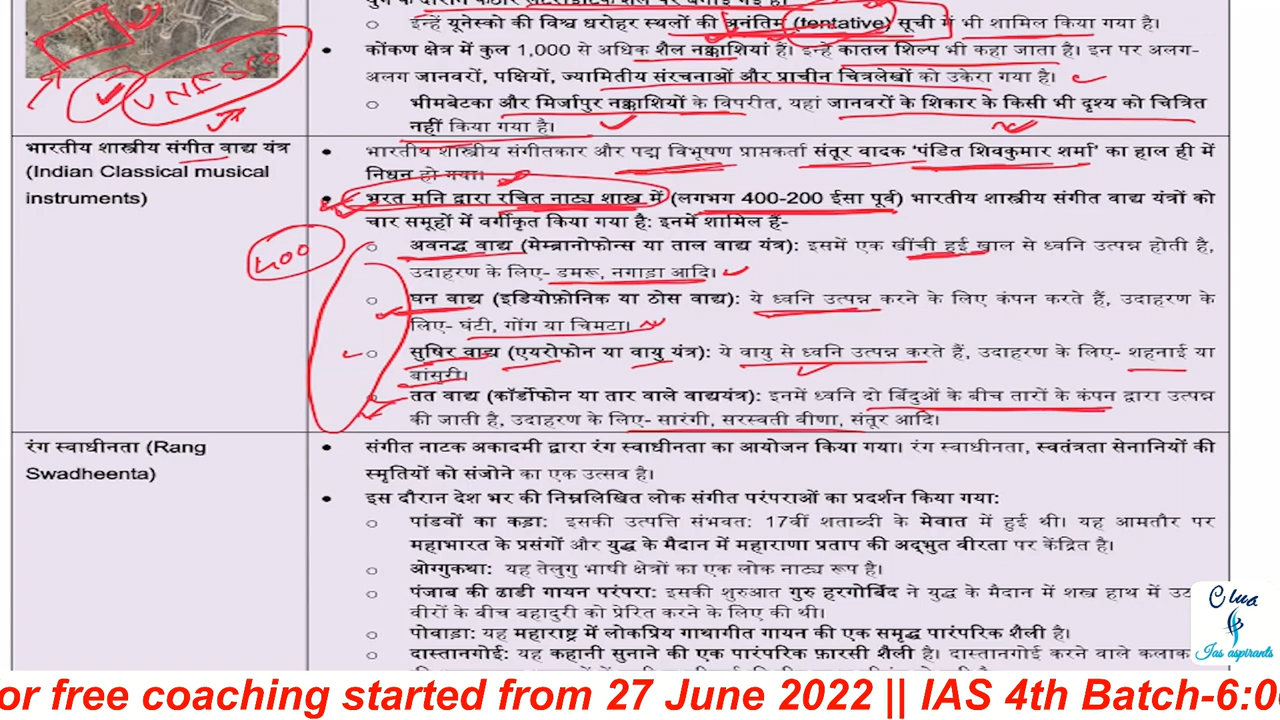 इन्हें यूनेस्को की विश्व धरोहर स्थलों की अनंतिम (tentative) सूची में भी शामिल किया गया है।
कोंकण क्षेत्र में कुल 1,000 से अधिक शैल नक्काशियां हैं। इन्हें कातल शिल्प भी कहा जाता है। इन पर अलग-
अलग जानवरों, पक्षियों, ज्यामितीय संरचनाओं और प्राचीन चित्रलेखों को उकेरा गया है।
भीमबेटका और मिर्जापुर नक्काशियों के विपरीत, यहां जानवरों के शिकार के किसी भी दृश्य को चित्रित
नहीं किया गया है।
UNESCO
भारतीय शास्त्रीय संगीत वाद्य यंत्र
(Indian Classical musical
instruments)
भारतीय शास्त्रीय संगीतकार और पद्म विभूषण प्राप्तकर्ता संतूर वादक 'पंडित शिवकुमार शर्मा' का हाल ही में
निधन हो गया।
भरत मुनि द्वारा रचित नाट्य शास्त्र में (लगभग 400-200 ईसा पूर्व) भारतीय शास्त्रीय संगीत वाद्य यंत्रों को
चार समूहों में वर्गीकृत किया गया है: इनमें शामिल हैं-
400
अवनद्ध वाद्य (मेम्ब्रानोफोन्स या ताल वाद्य यंत्र): इसमें एक खींची हुई खाल से ध्वनि उत्पन्न होती है,
उदाहरण के लिए- डमरू, नगाड़ा आदि।
घन वाद्य (इडियोफ़ोनिक या ठोस वाद्य): ये ध्वनि उत्पन्न करने के लिए कंपन करते हैं, उदाहरण के
लिए- घंटी, गोंग या चिमटा।
सुषिर वाद्य (एयरोफोन या वायु यंत्र): ये वायु से ध्वनि उत्पन्न करते हैं, उदाहरण के लिए- शहनाई या
बांसुरी।
तत वाद्य (कॉर्डोफोन या तार वाले वाद्ययंत्र): इनमें ध्वनि दो बिंदुओं के बीच तारों के कंपन द्वारा उत्पन्न
की जाती है, उदाहरण के लिए- सारंगी, सरस्वती वीणा, संतूर आदि।
रंग स्वाधीनता (Rang
Swadheenta)
संगीत नाटक अकादमी द्वारा रंग स्वाधीनता का आयोजन किया गया। रंग स्वाधीनता, स्वतंत्रता सेनानियों की
स्मृतियों को संजोने का एक उत्सव है।
इस दौरान देश भर की निम्नलिखित लोक संगीत परंपराओं का प्रदर्शन किया गया:
पांडवों का कड़ा: इसकी उत्पत्ति संभवत: 17वीं शताब्दी के मेवात में हुई थी। यह आमतौर पर
महाभारत के प्रसंगों और युद्ध के मैदान में महाराणा प्रताप की अद्भुत वीरता पर केंद्रित है।
ओग्गुकथा: यह तेलुगु भाषी क्षेत्रों का एक लोक नाट्य रूप है।
पंजाब की ढाडी गायन परंपरा: इसकी शुरुआत गुरु हरगोबिंद ने युद्ध के मैदान में शस्त्र हाथ में
वीरों के बीच बहादुरी को प्रेरित करने के लिए की थी।
पोवाड़ा: यह महाराष्ट्र में लोकप्रिय गाथागीत गायन की एक समृद्ध पारंपरिक शैली है।
दास्तानगोई: यह कहानी सुनाने की एक पारंपरिक फ़ारसी शैली है। दास्तानगोई करने वाले
Ias aspirants
or free coaching started from 27 June 2022 || IAS 4th Batch-6:0